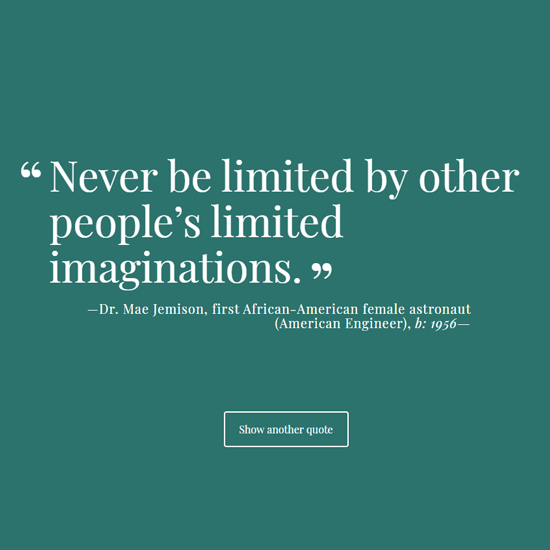 “ Never be limited by other
people’s limited
imaginations. ”
—Dr. Mae Jemison, first African-American female astronaut
(American Engineer), b: 1956—
Show another quote